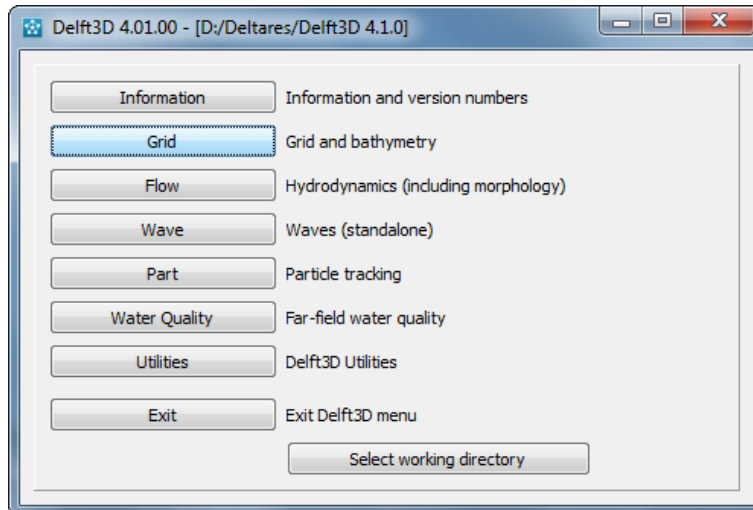 Delft3D 4.01.00 - [D:/Deltares/Delft3D 4.1.0]
Information Information and version numbers
Grid Grid and bathymetry
Flow Hydrodynamics (including morphology)
Wave Waves (standalone)
Part Particle tracking
Water Quality Far-field water quality
Utilities Delft3D Utilities
Exit Exit Delft3D menu
Select working directory